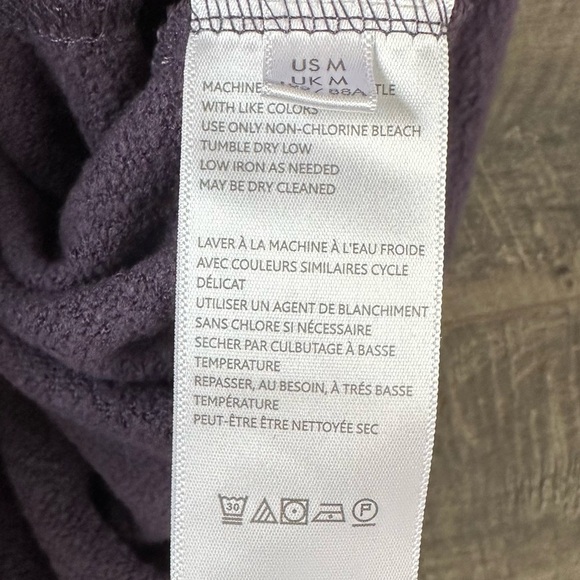 US M
UK M
88A
MACHINE TLE
WITH LIKE COLORS
USE ONLY NON-CHLORINE BLEACH
TUMBLE DRY LOW
LOW IRON AS NEEDED
MAY BE DRY CLEANED
LAVER À LA MACHINE À L'EAU FROIDE
AVEC COULEURS SIMILAIRES CYCLE
DÉLICAT
UTILISER UN AGENT DE BLANCHIMENT
SANS CHLORE SI NÉCESSAIRE
SECHER PAR CULBUTAGE À BASSE
TEMPERATURE
REPASSER, AU BESOIN, À TRÉS BASSE
TEMPÉRATURE
PEUT-ÊTRE ÊTRE NETTOYÉE SEC
30 P